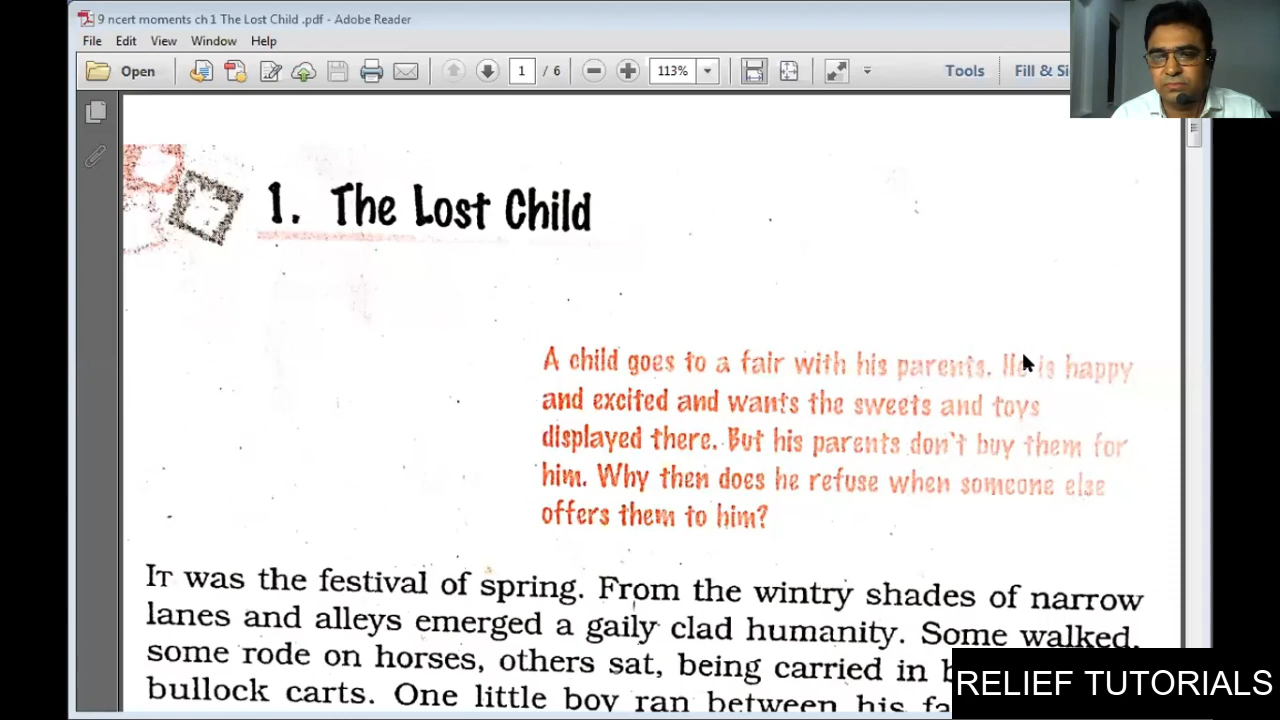 9 ncert moments ch 1 The Lost Child .pdf - Adobe Reader
File Edit View Window Help
Open 1 / 6 113% Tools Fill & Si
1. The Lost Child
A child goes to a fair with his parents. He is happy
and excited and wants the sweets and toys
displayed there. But his parents don't buy them for
him. Why then does he refuse when someone else
offers them to him?
IT was the festival of spring. From the wintry shades of narrow
lanes and alleys emerged a gaily clad humanity. Some walked,
some rode on horses, others sat, being carried in b
bullock carts. One little boy ran between his fa
RELIEF TUTORIALS